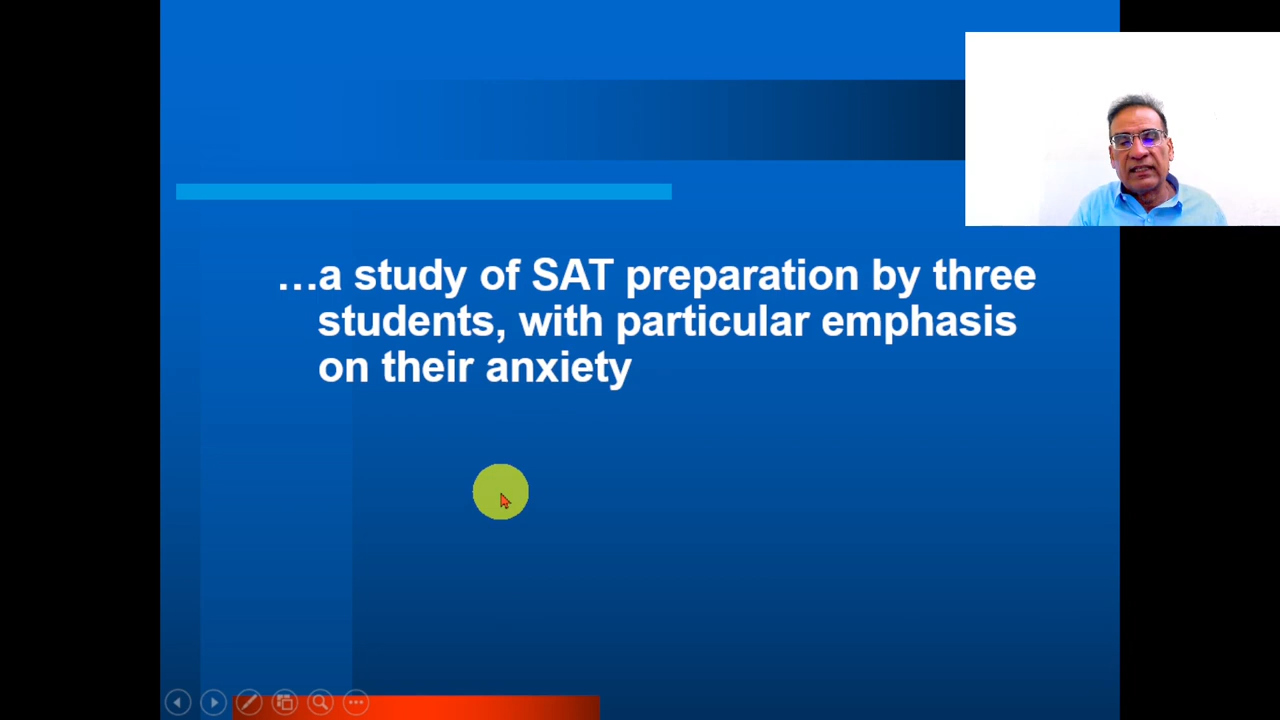 …a study of SAT preparation by three
students, with particular emphasis
on their anxiety